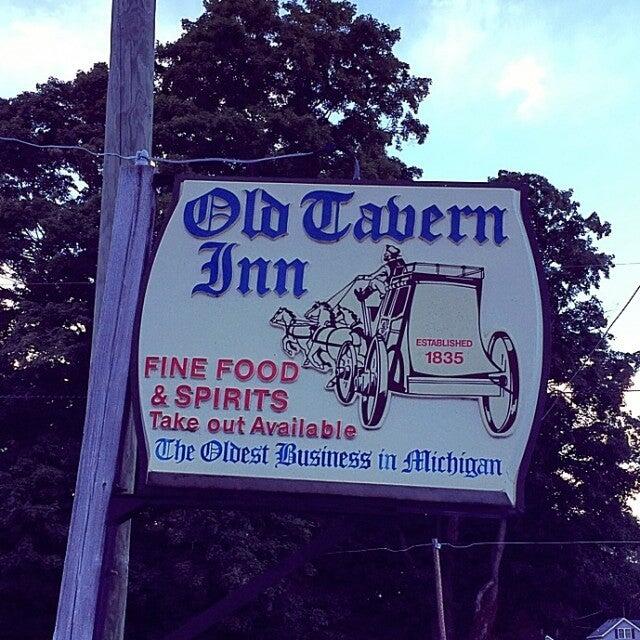 Old Tavern
Inn
ESTABLISHED
1835
FINE FOOD
& SPIRITS
Take out Available
The Oldest Business in Michigan